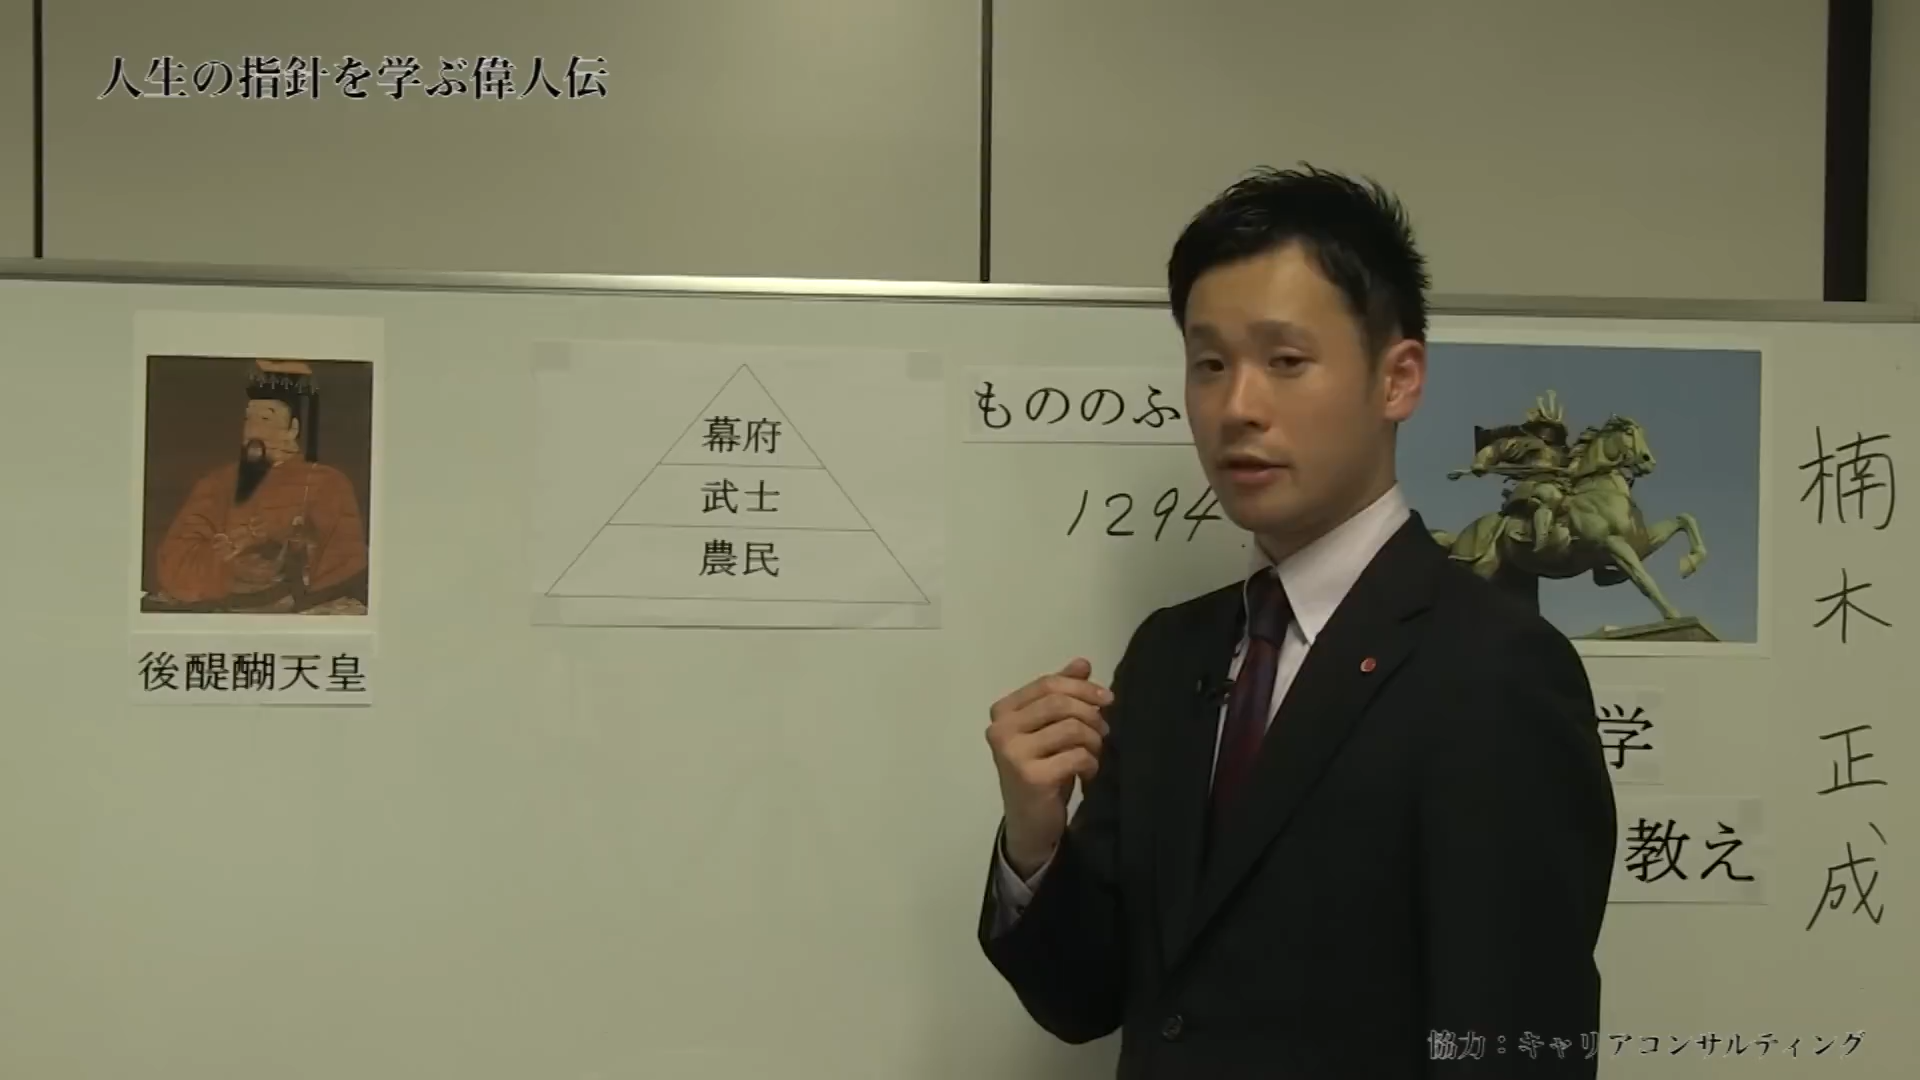 人生の指針を学ぶ偉人伝
後醍醐天皇
幕府
武士
農民
もののふ
1294
楠木正成
学
教え
協力：キャリアコンサルティング